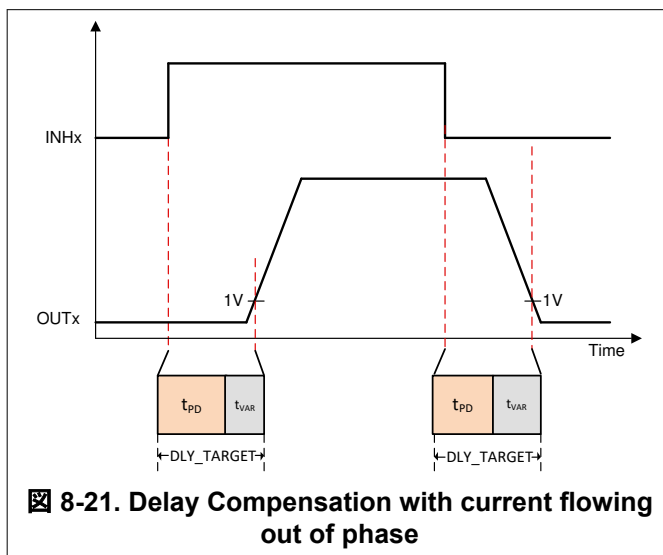 INHx
1V
1V
OUTx
Time
tPD
tVAR
tPD
tVAR
DLY_TARGET
DLY_TARGET
図 8-21. Delay Compensation with current flowing
out of phase